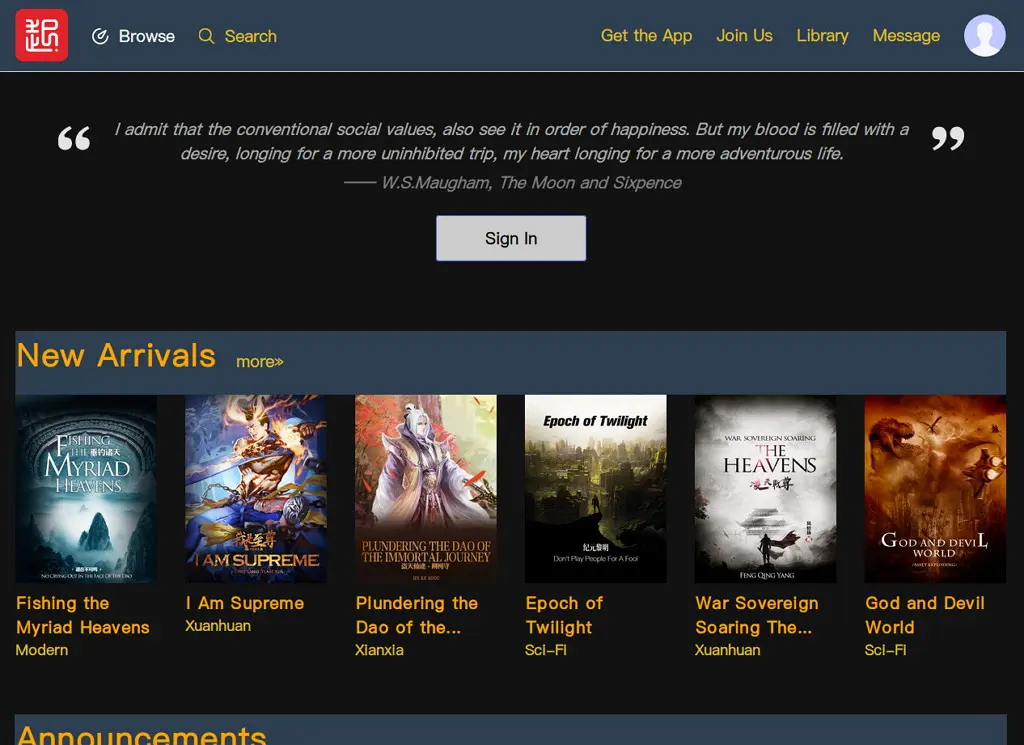 Browse
Search
Get the App
Join Us
Library
Message
“ I admit that the conventional social values, also see it in order of happiness. But my blood is filled with a ”
desire, longing for a more uninhibited trip, my heart longing for a more adventurous life.
—— W.S.Maugham, The Moon and Sixpence
Sign In
New Arrivals
more»
FISHING
THE 垂钓诸天
MYRIAD
HEAVENS
NO CRYING OUT IN THE FACE OF THE DAO
我是至尊
I AM SUPREME
PLUNDERING THE DAO OF
THE IMMORTAL JOURNEY
Epoch of Twilight
纪元黎明
Don't Play People For A Fool
WAR SOVEREIGN SOARING
THE
HEAVENS
凌天战尊
FENG QING YANG
GOD AND DEVIL
WORLD
Fishing the
Myriad Heavens
Modern
I Am Supreme
Xuanhuan
Plundering the
Dao of the...
Xianxia
Epoch of
Twilight
Sci-Fi
War Sovereign
Soaring The...
Xuanhuan
God and Devil
World
Sci-Fi
Announcements